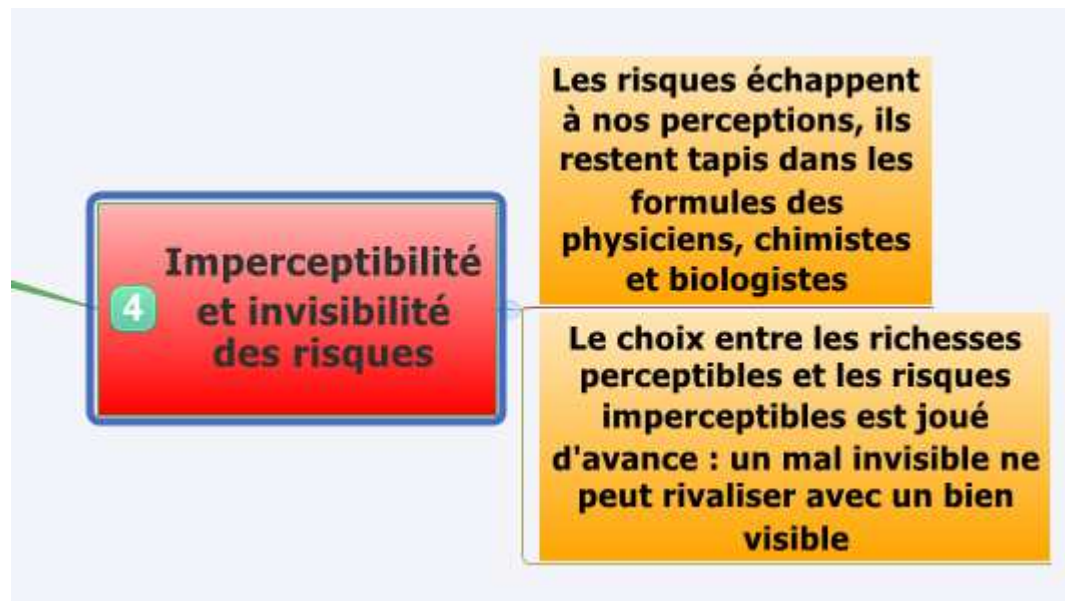 4
Imperceptibilité
et invisibilité
des risques
Les risques échappent
à nos perceptions, ils
restent tapis dans les
formules des
physiciens, chimistes
et biologistes
Le choix entre les richesses
perceptibles et les risques
imperceptibles est joué
d'avance : un mal invisible ne
peut rivaliser avec un bien
visible